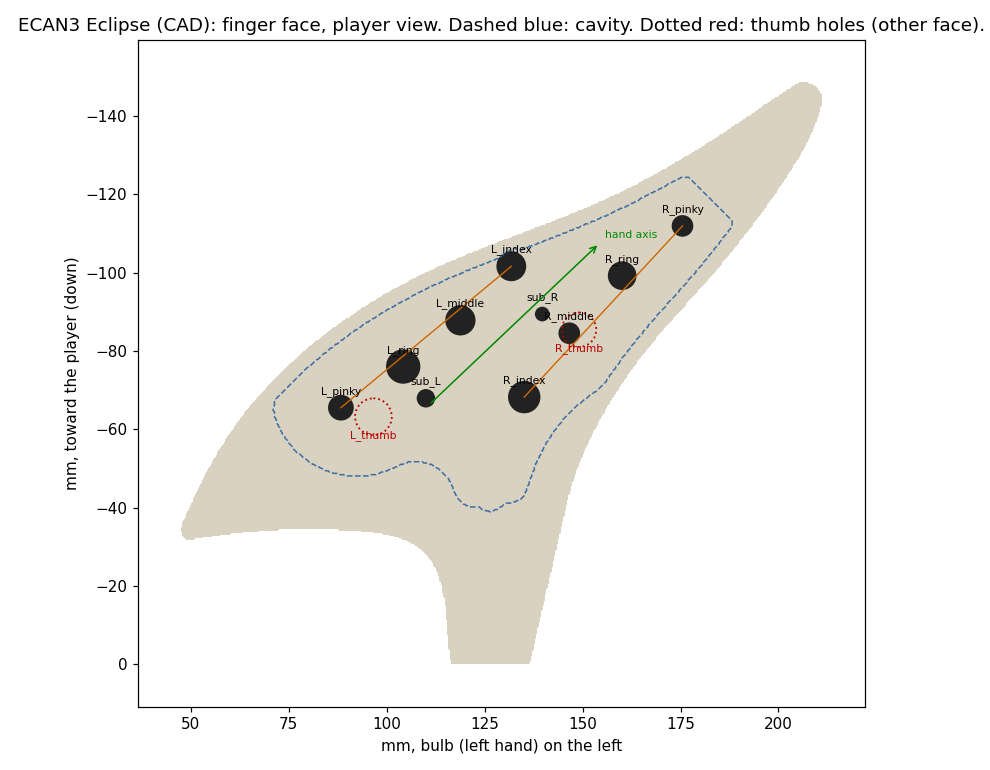 ECAN3 Eclipse (CAD): finger face, player view. Dashed blue: cavity. Dotted red: thumb holes (other face).
−140
−120
−100
−80
−60
−40
−20
0
mm, toward the player (down)
R_pinky
hand axis
L_index
R_ring
sub_R
L_middle
R_middle
R_thumb
L_ring
sub_L
R_index
L_pinky
L_thumb
50
75
100
125
150
175
200
mm, bulb (left hand) on the left